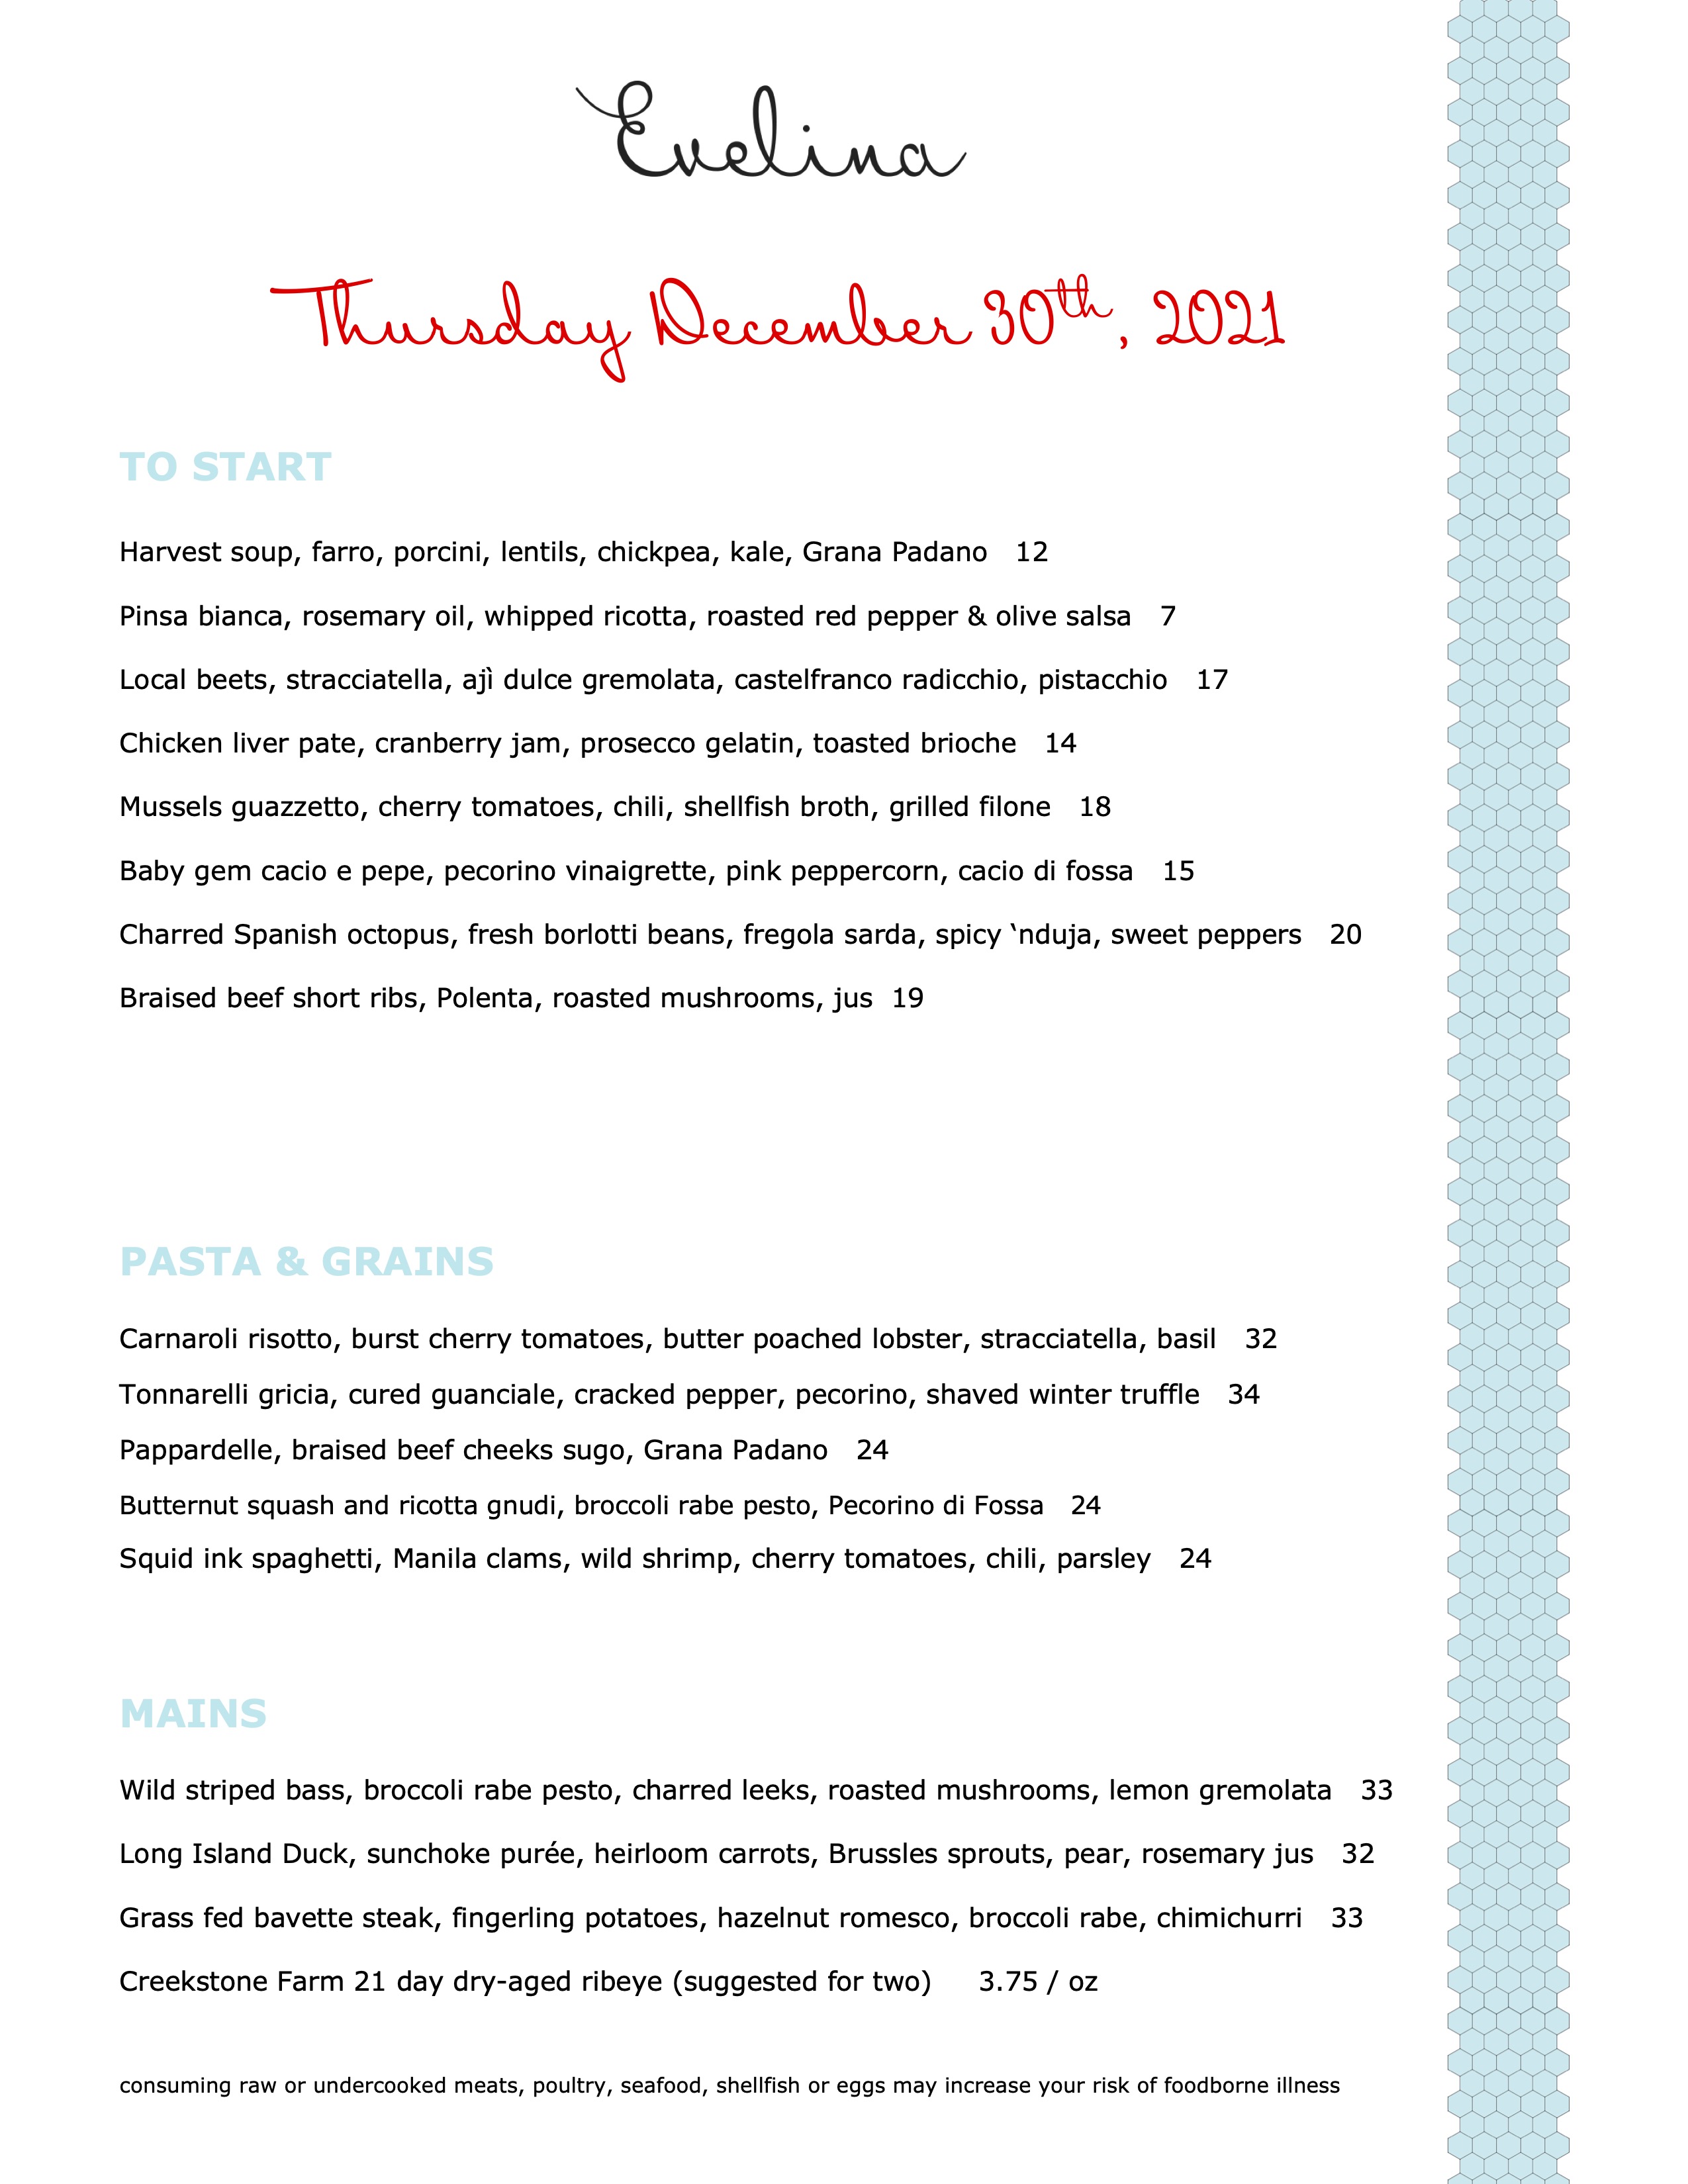 Evelina
Thursday December 30th, 2021
TO START
Harvest soup, farro, porcini, lentils, chickpea, kale, Grana Padano 12
Pinsa bianca, rosemary oil, whipped ricotta, roasted red pepper & olive salsa 7
Local beets, stracciatella, ajì dulce gremolata, castelfranco radicchio, pistacchio 17
Chicken liver pate, cranberry jam, prosecco gelatin, toasted brioche 14
Mussels guazzetto, cherry tomatoes, chili, shellfish broth, grilled filone 18
Baby gem cacio e pepe, pecorino vinaigrette, pink peppercorn, cacio di fossa 15
Charred Spanish octopus, fresh borlotti beans, fregola sarda, spicy ‘nduja, sweet peppers 20
Braised beef short ribs, Polenta, roasted mushrooms, jus 19
PASTA & GRAINS
Carnaroli risotto, burst cherry tomatoes, butter poached lobster, stracciatella, basil 32
Tonnarelli gricia, cured guanciale, cracked pepper, pecorino, shaved winter truffle 34
Pappardelle, braised beef cheeks sugo, Grana Padano 24
Butternut squash and ricotta gnudi, broccoli rabe pesto, Pecorino di Fossa 24
Squid ink spaghetti, Manila clams, wild shrimp, cherry tomatoes, chili, parsley 24
MAINS
Wild striped bass, broccoli rabe pesto, charred leeks, roasted mushrooms, lemon gremolata 33
Long Island Duck, sunchoke purée, heirloom carrots, Brussles sprouts, pear, rosemary jus 32
Grass fed bavette steak, fingerling potatoes, hazelnut romesco, broccoli rabe, chimichurri 33
Creekstone Farm 21 day dry-aged ribeye (suggested for two) 3.75 / oz
consuming raw or undercooked meats, poultry, seafood, shellfish or eggs may increase your risk of foodborne illness